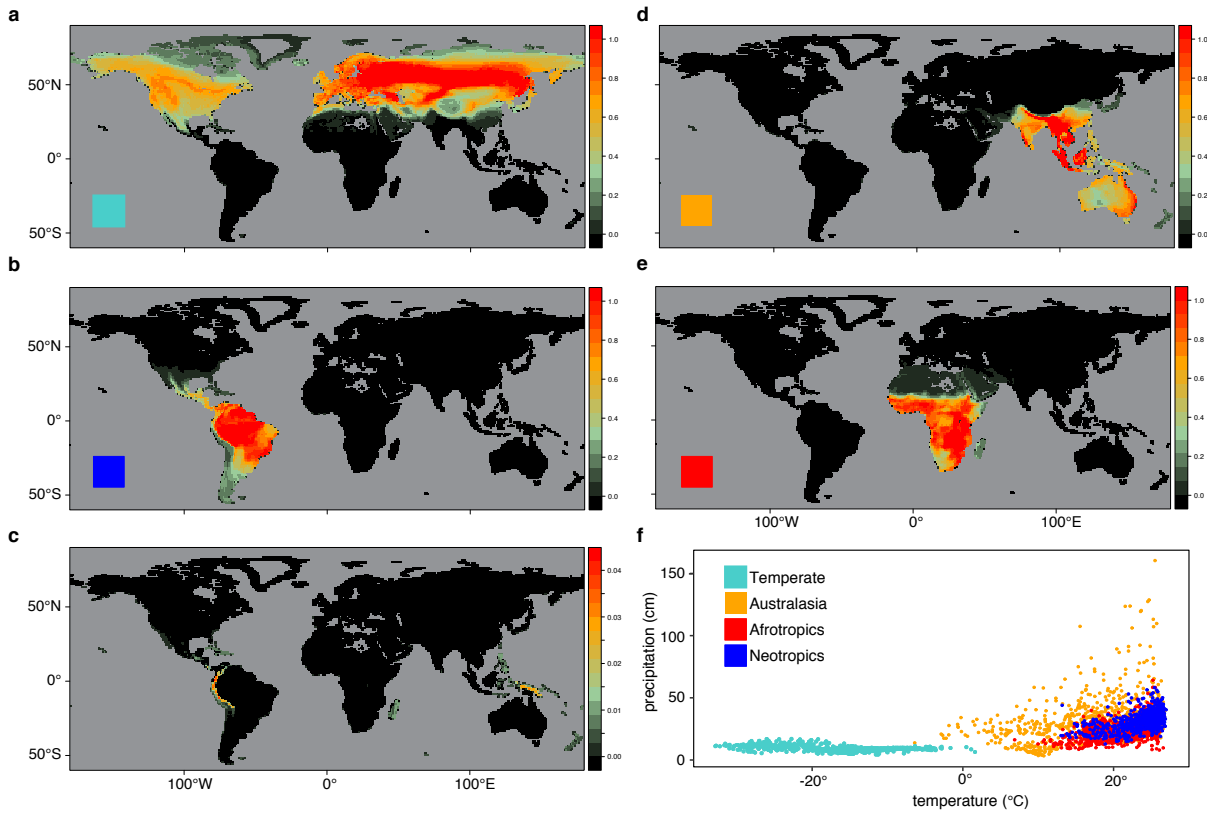 a
50°N
0°
50°S
1.0
0.8
0.6
0.4
0.2
0.0
b
50°N
0°
50°S
1.0
0.8
0.6
0.4
0.2
0.0
c
50°N
0°
50°S
100°W
0°
100°E
0.04
0.03
0.02
0.01
0.00
d
1.0
0.8
0.6
0.4
0.2
0.0
e
100°W
0°
100°E
1.0
0.8
0.6
0.4
0.2
0.0
f
precipitation (cm)
150
100
50
0
Temperate
Australasia
Afrotropics
Neotropics
-20°
0°
20°
temperature (°C)